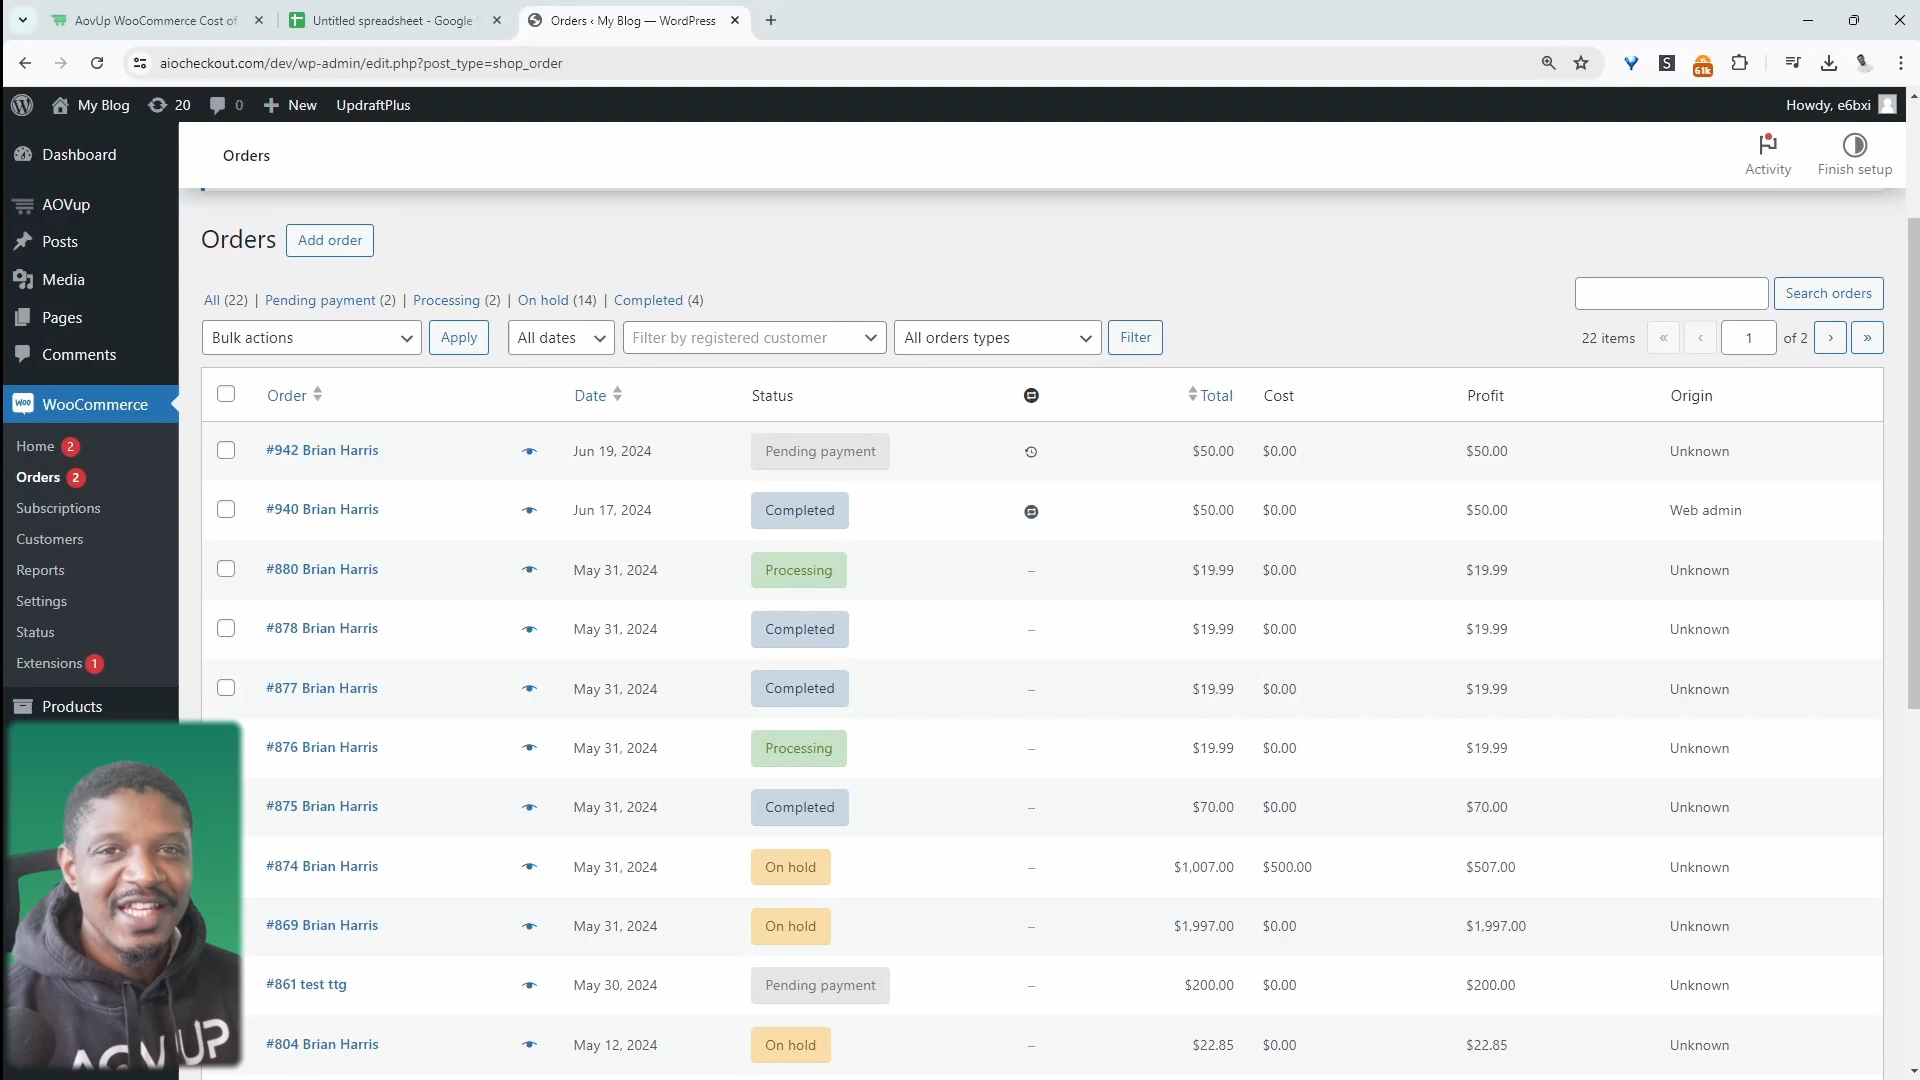 AovUp WooCommerce Cost of
Untitled spreadsheet - Google
Orders ‹ My Blog — WordPress
aiocheckout.com/dev/wp-admin/edit.php?post_type=shop_order
S
61k
My Blog 20 0 New UpdraftPlus
Howdy, e6bxi
Dashboard
AOVup
Posts
Media
Pages
Comments
Woo WooCommerce
Home 2
Orders 2
Subscriptions
Customers
Reports
Settings
Status
Extensions 1
Products
Orders
Activity
Finish setup
Orders Add order
All (22) | Pending payment (2) | Processing (2) | On hold (14) | Completed (4)
Search orders
Bulk actions Apply All dates Filter by registered customer All orders types Filter
22 items « ‹ 1 of 2 › »
Order Date Status Total Cost Profit Origin
#942 Brian Harris Jun 19, 2024 Pending payment $50.00 $0.00 $50.00 Unknown
#940 Brian Harris Jun 17, 2024 Completed $50.00 $0.00 $50.00 Web admin
#880 Brian Harris May 31, 2024 Processing – $19.99 $0.00 $19.99 Unknown
#878 Brian Harris May 31, 2024 Completed – $19.99 $0.00 $19.99 Unknown
#877 Brian Harris May 31, 2024 Completed – $19.99 $0.00 $19.99 Unknown
#876 Brian Harris May 31, 2024 Processing – $19.99 $0.00 $19.99 Unknown
#875 Brian Harris May 31, 2024 Completed – $70.00 $0.00 $70.00 Unknown
#874 Brian Harris May 31, 2024 On hold – $1,007.00 $500.00 $507.00 Unknown
#869 Brian Harris May 31, 2024 On hold – $1,997.00 $0.00 $1,997.00 Unknown
#861 test ttg May 30, 2024 Pending payment – $200.00 $0.00 $200.00 Unknown
#804 Brian Harris May 12, 2024 On hold – $22.85 $0.00 $22.85 Unknown
AOVUP